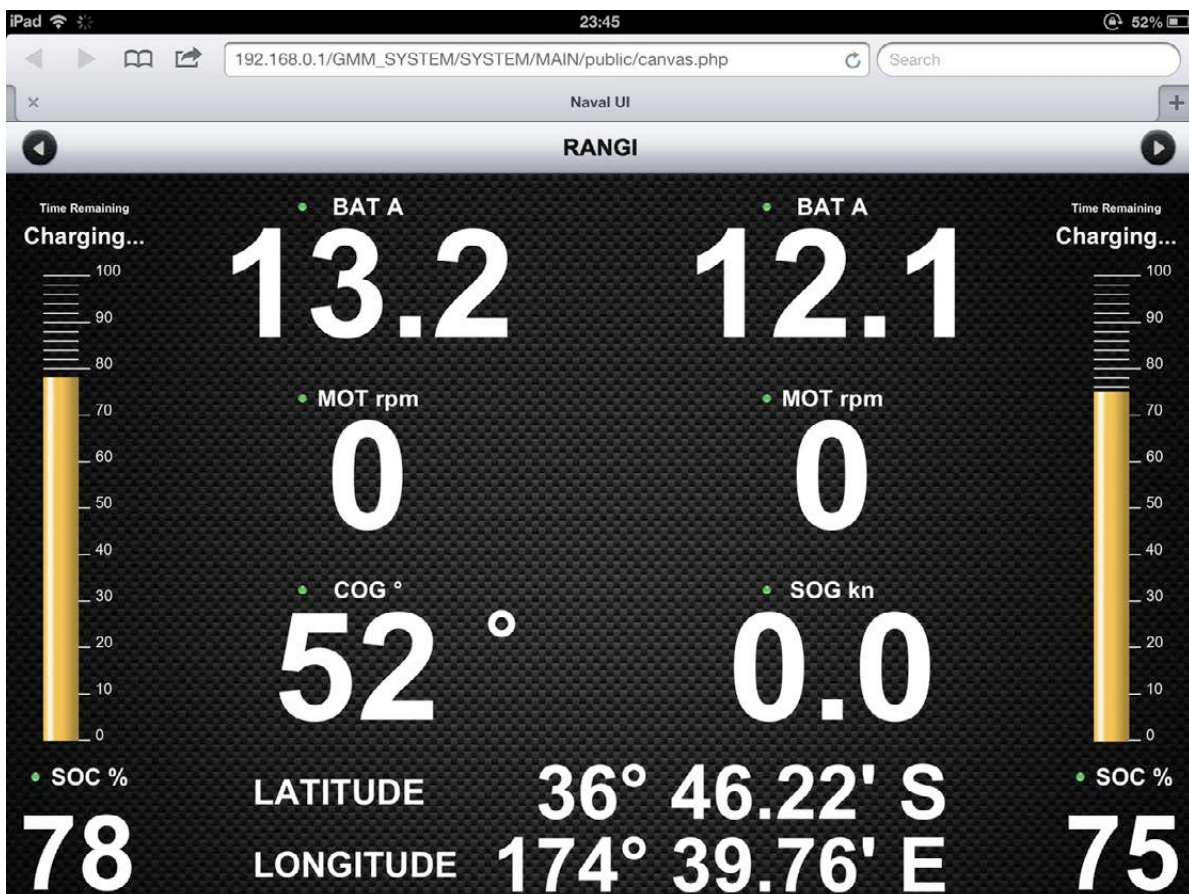 iPad 23:45 52%
192.168.0.1/GMM_SYSTEM/SYSTEM/MAIN/public/canvas.php Search
Naval UI
RANGI
Time Remaining
Charging...
100
90
80
70
60
50
40
30
20
10
0
SOC %
78
BAT A
13.2
MOT rpm
0
COG °
52 °
BAT A
12.1
MOT rpm
0
SOG kn
0.0
LATITUDE 36° 46.22' S
LONGITUDE 174° 39.76' E
Time Remaining
Charging...
100
90
80
70
60
50
40
30
20
10
0
SOC %
75